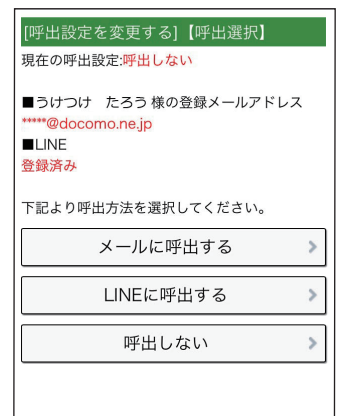 [呼出設定を変更する]【呼出選択】
現在の呼出設定:呼出しない
■うけつけ　たろう 様の登録メールアドレス
*****@docomo.ne.jp
■LINE
登録済み
下記より呼出方法を選択してください。
メールに呼出する
LINEに呼出する
呼出しない